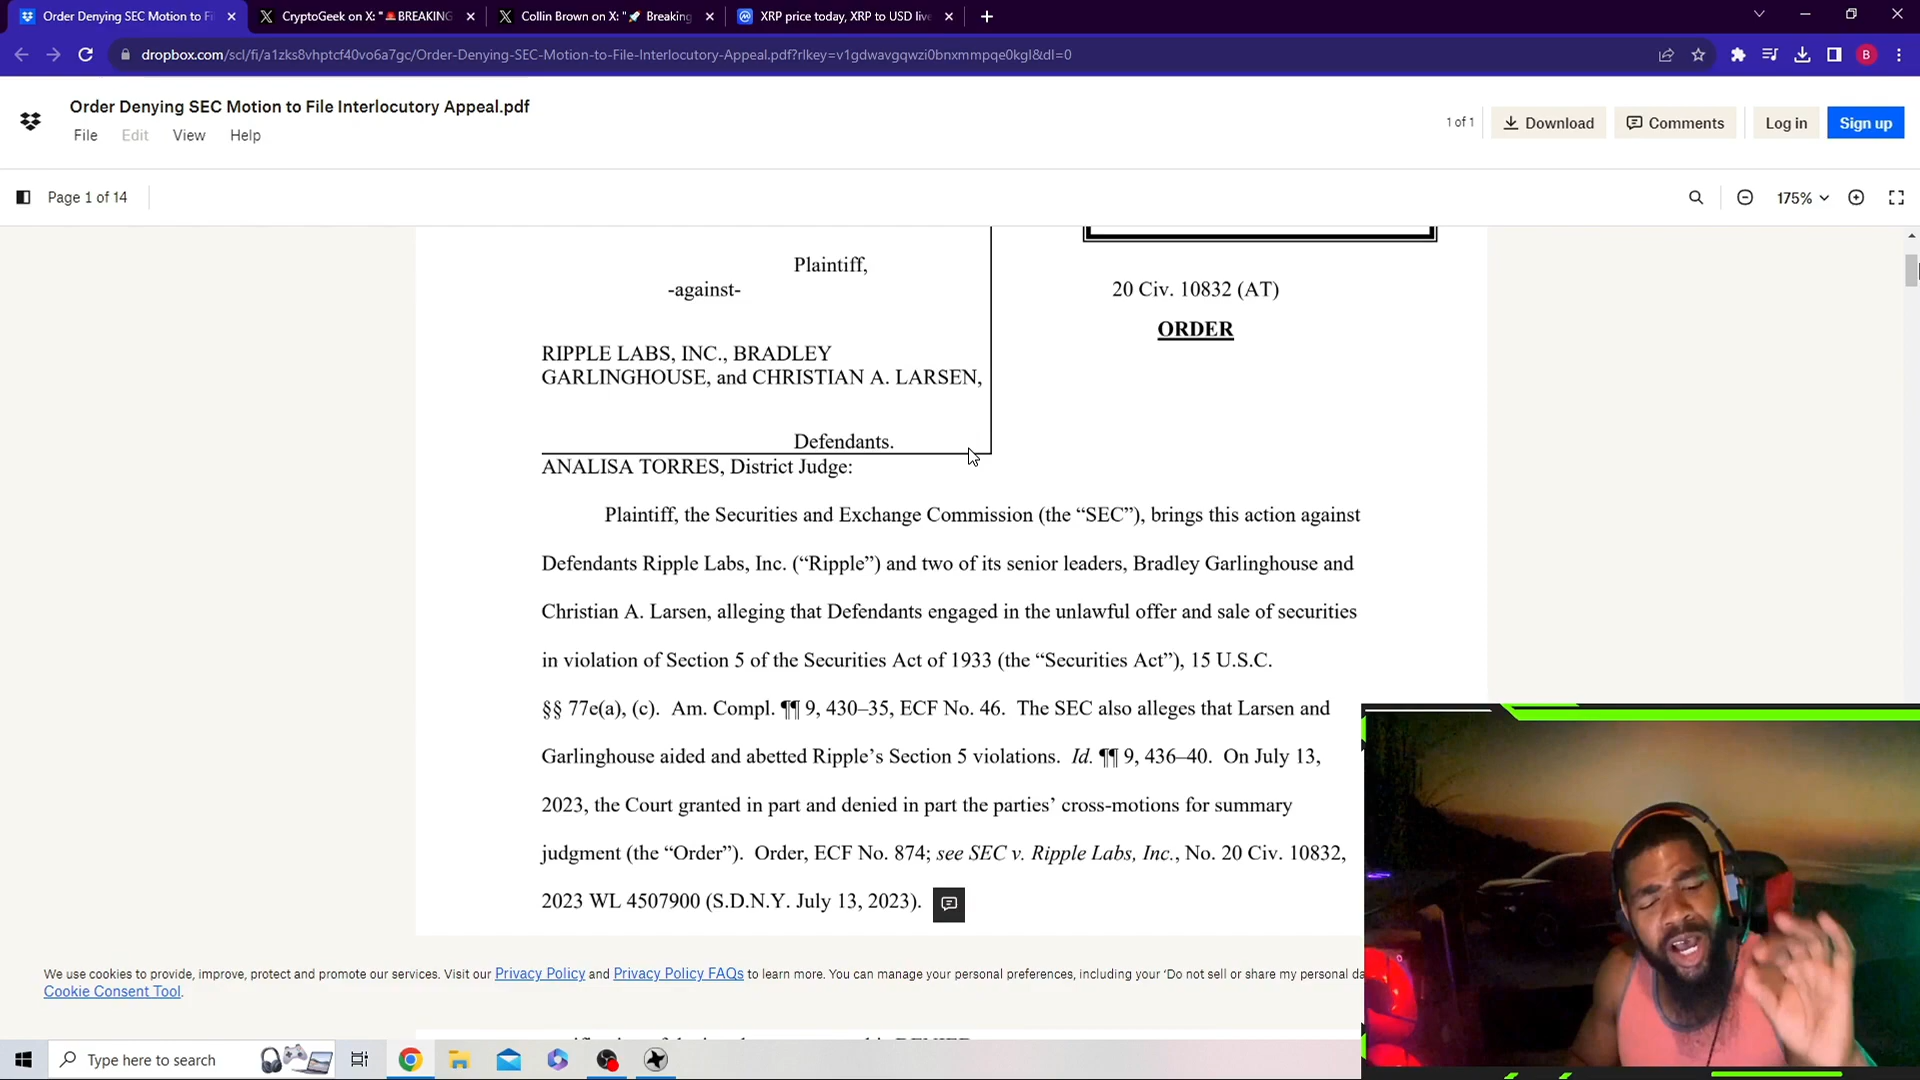 Order Denying SEC Motion to Fi
CryptoGeek on X: "🚨BREAKING
Collin Brown on X: "🚀 Breaking
XRP price today, XRP to USD live
dropbox.com/scl/fi/a1zks8vhptcf40vo6a7gc/Order-Denying-SEC-Motion-to-File-Interlocutory-Appeal.pdf?rlkey=v1gdwavgqwzi0bnxmmpqe0kgl&dl=0
B
Order Denying SEC Motion to File Interlocutory Appeal.pdf
File Edit View Help
1 of 1
Download
Comments
Log in
Sign up
Page 1 of 14
175%
Plaintiff,
-against-
20 Civ. 10832 (AT)
ORDER
RIPPLE LABS, INC., BRADLEY
GARLINGHOUSE, and CHRISTIAN A. LARSEN,
Defendants.
ANALISA TORRES, District Judge:
Plaintiff, the Securities and Exchange Commission (the “SEC”), brings this action against
Defendants Ripple Labs, Inc. (“Ripple”) and two of its senior leaders, Bradley Garlinghouse and
Christian A. Larsen, alleging that Defendants engaged in the unlawful offer and sale of securities
in violation of Section 5 of the Securities Act of 1933 (the “Securities Act”), 15 U.S.C.
§§ 77e(a), (c). Am. Compl. ¶¶ 9, 430–35, ECF No. 46. The SEC also alleges that Larsen and
Garlinghouse aided and abetted Ripple’s Section 5 violations. Id. ¶¶ 9, 436–40. On July 13,
2023, the Court granted in part and denied in part the parties’ cross-motions for summary
judgment (the “Order”). Order, ECF No. 874; see SEC v. Ripple Labs, Inc., No. 20 Civ. 10832,
2023 WL 4507900 (S.D.N.Y. July 13, 2023).
We use cookies to provide, improve, protect and promote our services. Visit our Privacy Policy and Privacy Policy FAQs to learn more. You can manage your personal preferences, including your ‘Do not sell or share my personal da
Cookie Consent Tool.
Type here to search